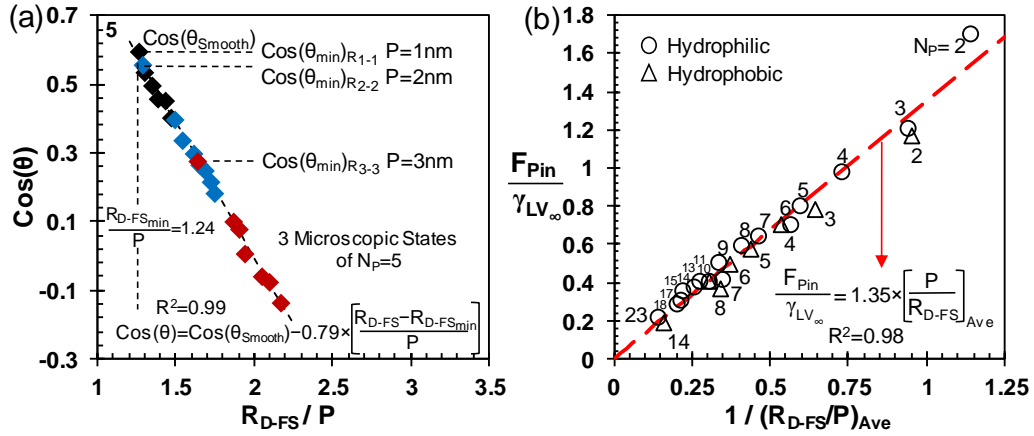 (a)
5
Cos(θSmooth)
Cos(θmin)R1-1 P=1nm
Cos(θmin)R2-2 P=2nm
Cos(θmin)R3-3 P=3nm
RD-FSmin/P=1.24
3 Microscopic States
of NP=5
R²=0.99
Cos(θ)=Cos(θSmooth)−0.79×[RD-FS−RD-FSmin/P]
Cos(θ)
0.7
0.5
0.3
0.1
-0.1
-0.3
1 1.5 2 2.5 3 3.5
RD-FS / P
(b)
Hydrophilic
Hydrophobic
NP= 2
3
2
4
5
3
6
4
7
8
5
9
6
11
10
7
13
8
14
15
17
18
23
14
FPin/γLV∞ = 1.35×[P/RD-FS]Ave
R²=0.98
FPin/γLV∞
1.8
1.6
1.4
1.2
1
0.8
0.6
0.4
0.2
0
0 0.25 0.5 0.75 1 1.25
1 / (RD-FS/P)Ave